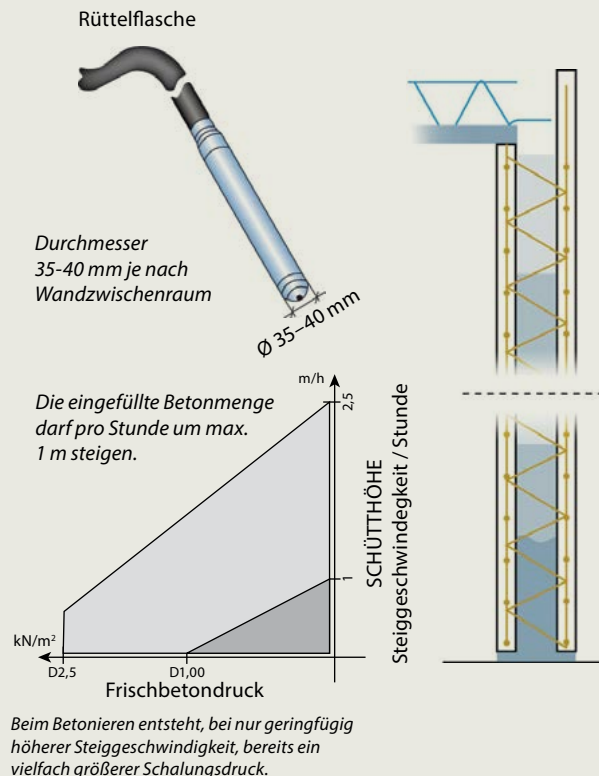 Rüttelflasche
Durchmesser
35-40 mm je nach
Wandzwischenraum
Ø 35–40 mm
Die eingefüllte Betonmenge
darf pro Stunde um max.
1 m steigen.
m/h
2,5
1
SCHÜTTHÖHE
Steiggeschwindegkeit / Stunde
kN/m²
D2,5
D1,00
Frischbetondruck
Beim Betonieren entsteht, bei nur geringfügig
höherer Steiggeschwindigkeit, bereits ein
vielfach größerer Schalungsdruck.